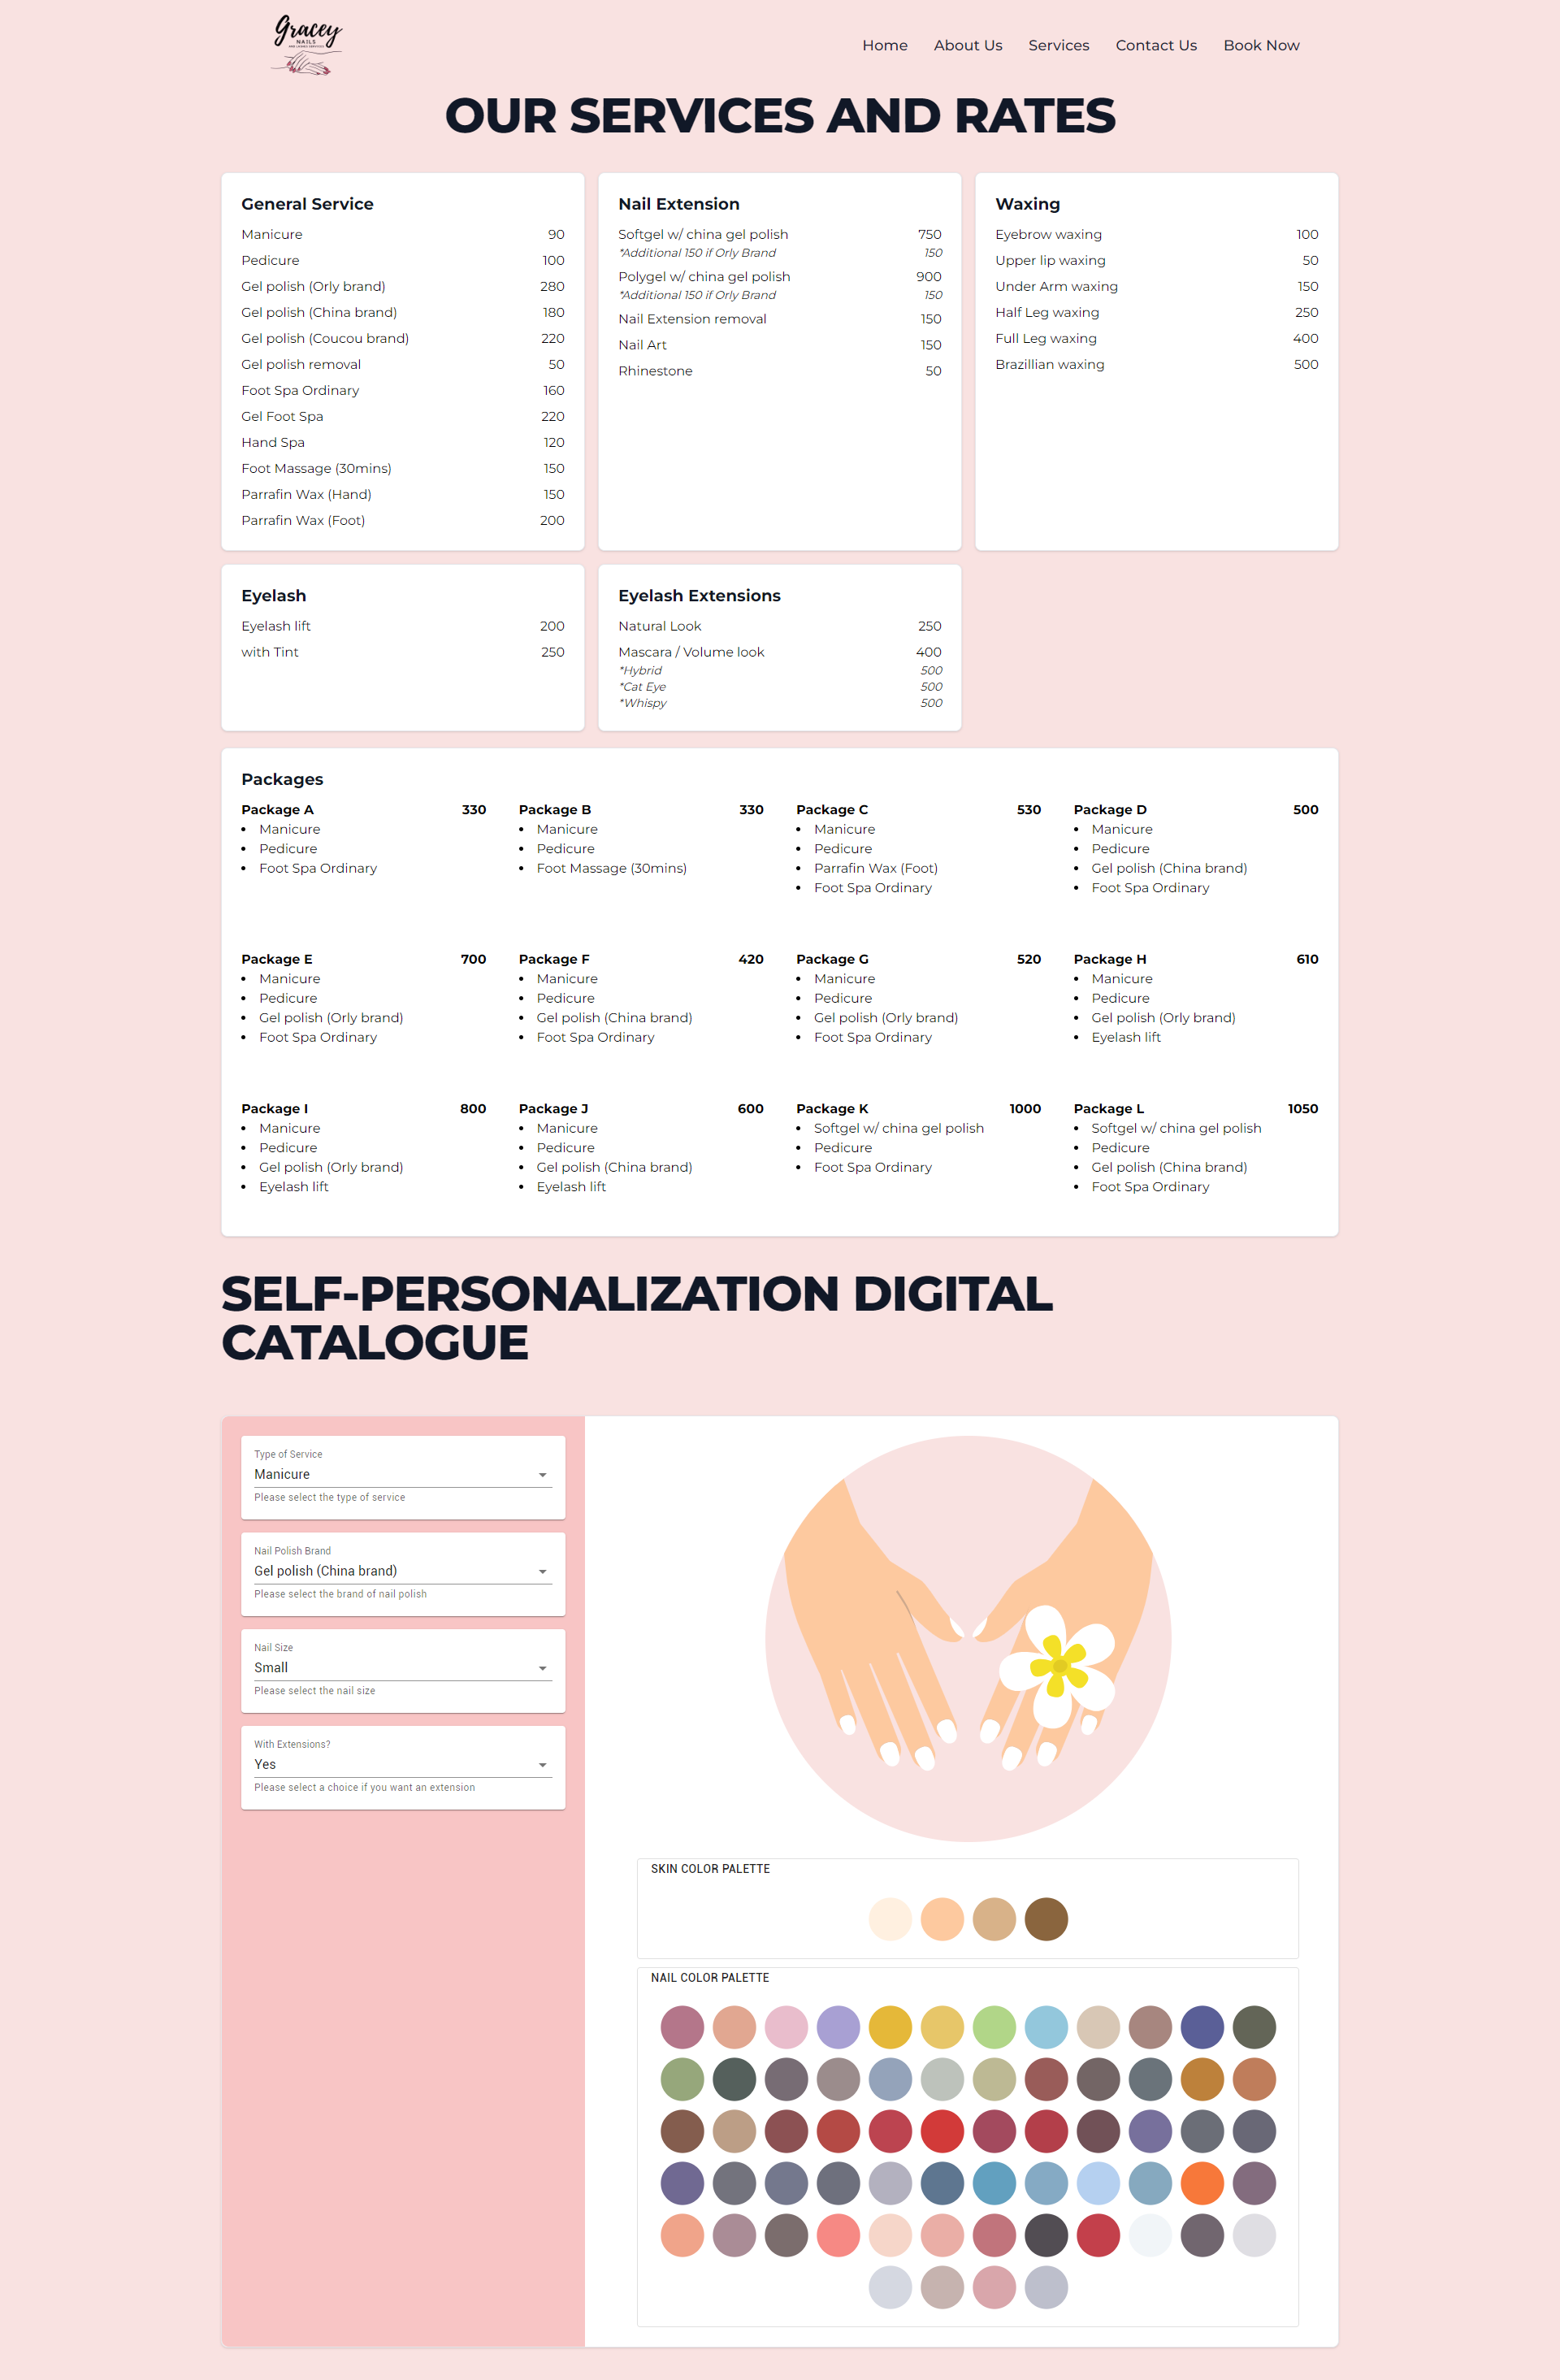 Gracey
NAILS
AND LASHES SERVICES
Home About Us Services Contact Us Book Now
OUR SERVICES AND RATES
General Service
Manicure 90
Pedicure 100
Gel polish (Orly brand) 280
Gel polish (China brand) 180
Gel polish (Coucou brand) 220
Gel polish removal 50
Foot Spa Ordinary 160
Gel Foot Spa 220
Hand Spa 120
Foot Massage (30mins) 150
Parrafin Wax (Hand) 150
Parrafin Wax (Foot) 200
Nail Extension
Softgel w/ china gel polish 750
*Additional 150 if Orly Brand 150
Polygel w/ china gel polish 900
*Additional 150 if Orly Brand 150
Nail Extension removal 150
Nail Art 150
Rhinestone 50
Waxing
Eyebrow waxing 100
Upper lip waxing 50
Under Arm waxing 150
Half Leg waxing 250
Full Leg waxing 400
Brazillian waxing 500
Eyelash
Eyelash lift 200
with Tint 250
Eyelash Extensions
Natural Look 250
Mascara / Volume look 400
*Hybrid 500
*Cat Eye 500
*Whispy 500
Packages
Package A 330
• Manicure
• Pedicure
• Foot Spa Ordinary
Package B 330
• Manicure
• Pedicure
• Foot Massage (30mins)
Package C 530
• Manicure
• Pedicure
• Parrafin Wax (Foot)
• Foot Spa Ordinary
Package D 500
• Manicure
• Pedicure
• Gel polish (China brand)
• Foot Spa Ordinary
Package E 700
• Manicure
• Pedicure
• Gel polish (Orly brand)
• Foot Spa Ordinary
Package F 420
• Manicure
• Pedicure
• Gel polish (China brand)
• Foot Spa Ordinary
Package G 520
• Manicure
• Pedicure
• Gel polish (Orly brand)
• Foot Spa Ordinary
Package H 610
• Manicure
• Pedicure
• Gel polish (Orly brand)
• Eyelash lift
Package I 800
• Manicure
• Pedicure
• Gel polish (Orly brand)
• Eyelash lift
Package J 600
• Manicure
• Pedicure
• Gel polish (China brand)
• Eyelash lift
Package K 1000
• Softgel w/ china gel polish
• Pedicure
• Foot Spa Ordinary
Package L 1050
• Softgel w/ china gel polish
• Pedicure
• Gel polish (China brand)
• Foot Spa Ordinary
SELF-PERSONALIZATION DIGITAL
CATALOGUE
Type of Service
Manicure
Please select the type of service
Nail Polish Brand
Gel polish (China brand)
Please select the brand of nail polish
Nail Size
Small
Please select the nail size
With Extensions?
Yes
Please select a choice if you want an extension
SKIN COLOR PALETTE
NAIL COLOR PALETTE